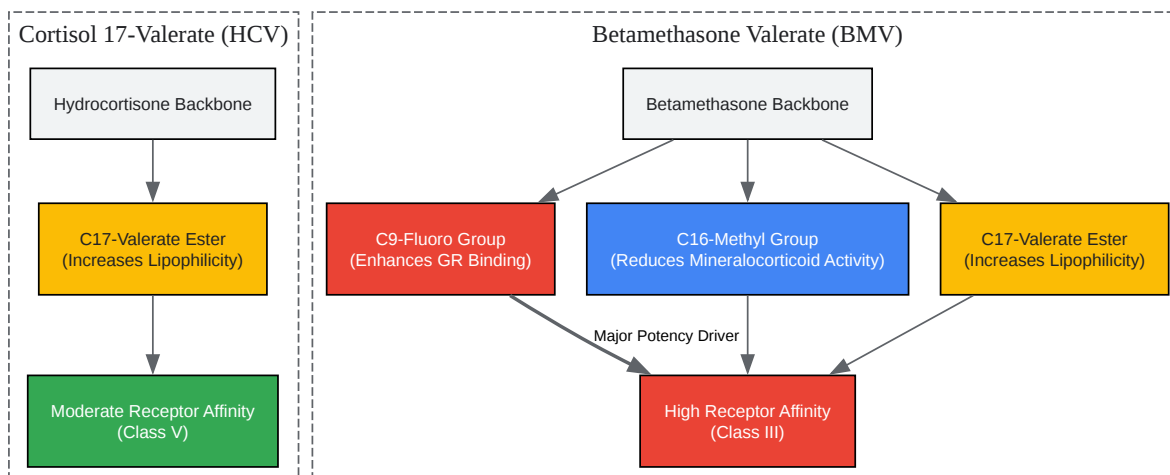 Cortisol 17-Valerate (HCV)
Hydrocortisone Backbone
C17-Valerate Ester
(Increases Lipophilicity)
Moderate Receptor Affinity
(Class V)
Betamethasone Valerate (BMV)
Betamethasone Backbone
C9-Fluoro Group
(Enhances GR Binding)
C16-Methyl Group
(Reduces Mineralocorticoid Activity)
C17-Valerate Ester
(Increases Lipophilicity)
Major Potency Driver
High Receptor Affinity
(Class III)